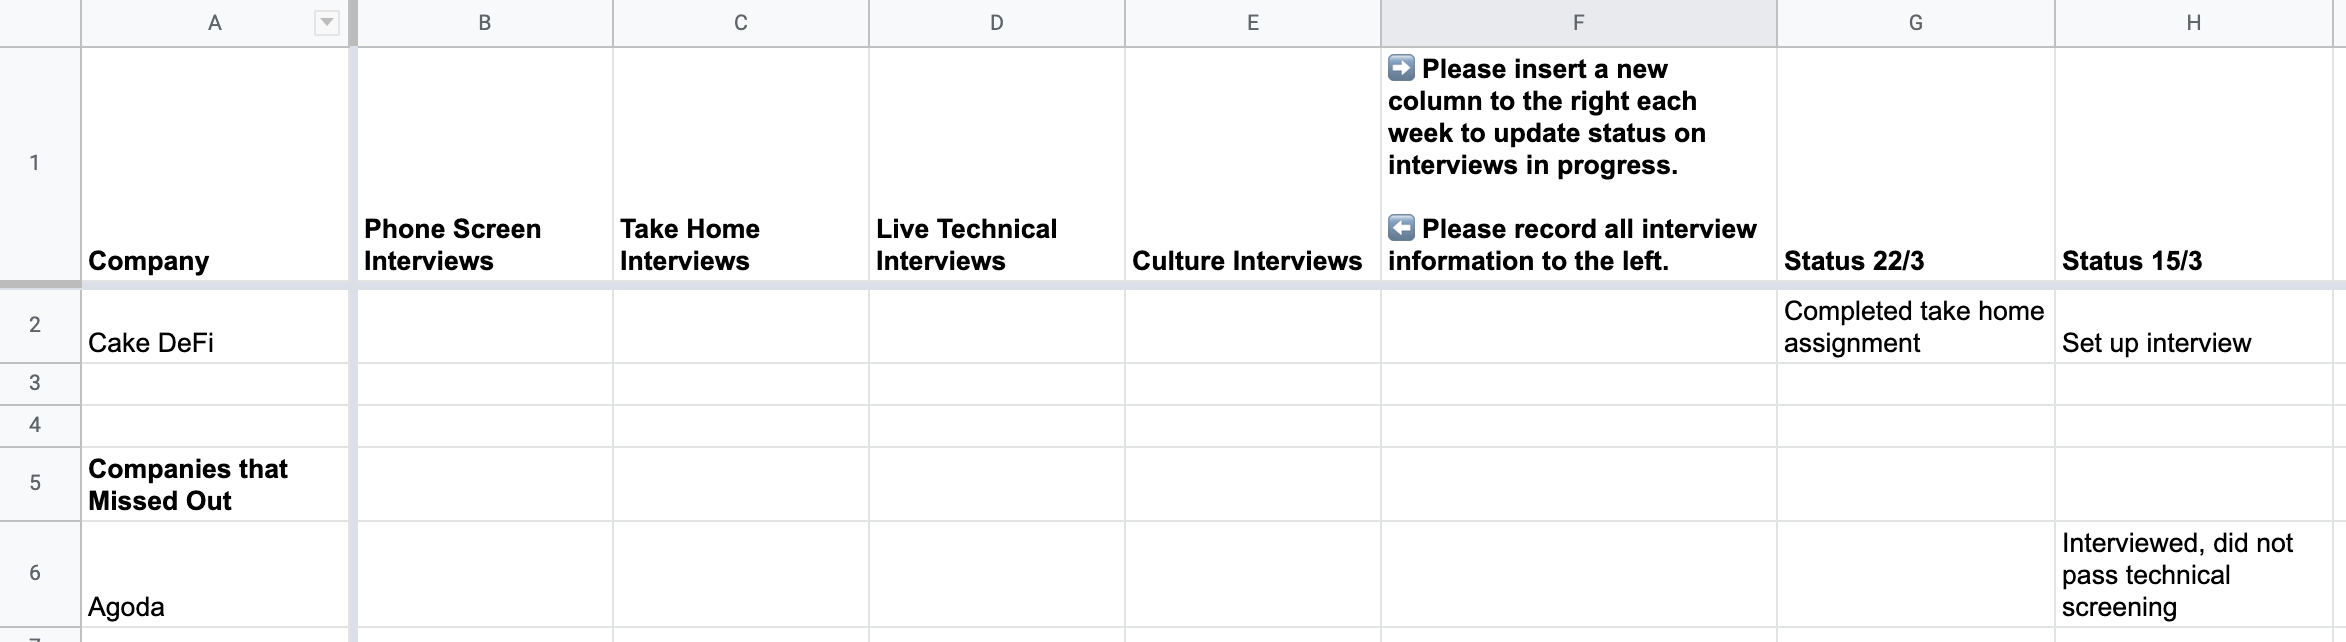 A B C D E F G H
1
Company
Phone Screen
Interviews
Take Home
Interviews
Live Technical
Interviews
Culture Interviews
➡️ Please insert a new
column to the right each
week to update status on
interviews in progress.
⬅️ Please record all interview
information to the left.
Status 22/3
Status 15/3
2
Cake DeFi
Completed take home
assignment
Set up interview
3
4
5
Companies that
Missed Out
6
Agoda
Interviewed, did not
pass technical
screening